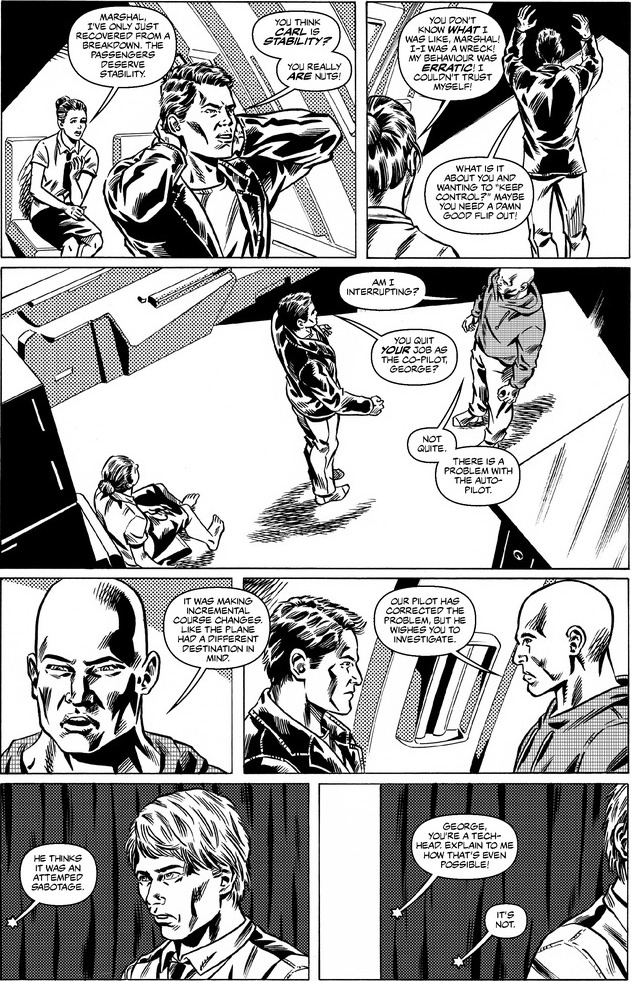 MARSHAL,
I'VE ONLY JUST
RECOVERED FROM A
BREAKDOWN. THE
PASSENGERS
DESERVE
STABILITY.
YOU THINK
CARL IS
STABILITY?
YOU REALLY
ARE NUTS!
YOU DON'T
KNOW WHAT I
WAS LIKE, MARSHAL!
I-I WAS A WRECK!
MY BEHAVIOUR WAS
ERRATIC! I
COULDN'T TRUST
MYSELF!
WHAT IS IT
ABOUT YOU AND
WANTING TO "KEEP
CONTROL?" MAYBE
YOU NEED A DAMN
GOOD FLIP OUT!
AM I
INTERRUPTING?
YOU QUIT
YOUR JOB AS
THE CO-PILOT,
GEORGE?
NOT
QUITE.
THERE IS A
PROBLEM WITH
THE AUTO-
PILOT.
IT WAS MAKING
INCREMENTAL
COURSE CHANGES.
LIKE THE PLANE
HAD A DIFFERENT
DESTINATION IN
MIND.
OUR PILOT HAS
CORRECTED THE
PROBLEM, BUT HE
WISHES YOU TO
INVESTIGATE.
HE THINKS
IT WAS AN
ATTEMPED
SABOTAGE.
GEORGE,
YOU'RE A TECH-
HEAD. EXPLAIN TO ME
HOW THAT'S EVEN
POSSIBLE!
IT'S
NOT.